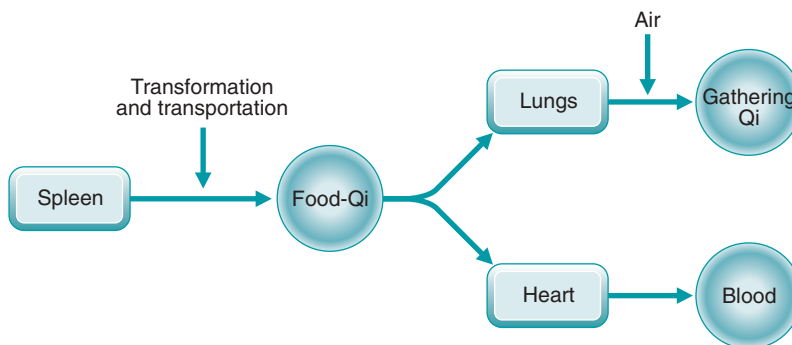 Air
Transformation
and transportation
Lungs
Gathering
Qi
Spleen
Food-Qi
Heart
Blood